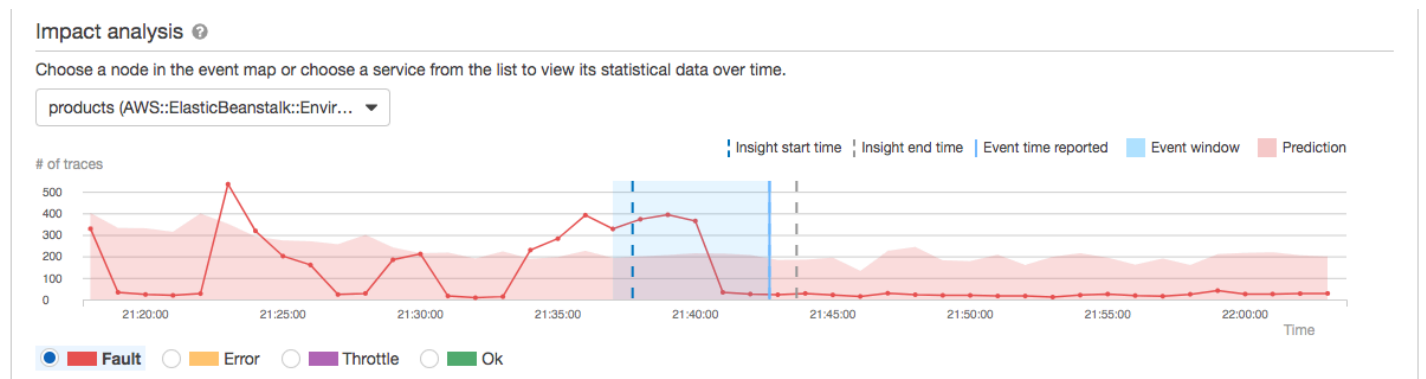 Impact analysis ?
Choose a node in the event map or choose a service from the list to view its statistical data over time.
products (AWS::ElasticBeanstalk::Envir...
Insight start time Insight end time Event time reported Event window Prediction
# of traces
500
400
300
200
100
0
21:20:00 21:25:00 21:30:00 21:35:00 21:40:00 21:45:00 21:50:00 21:55:00 22:00:00
Time
Fault Error Throttle Ok